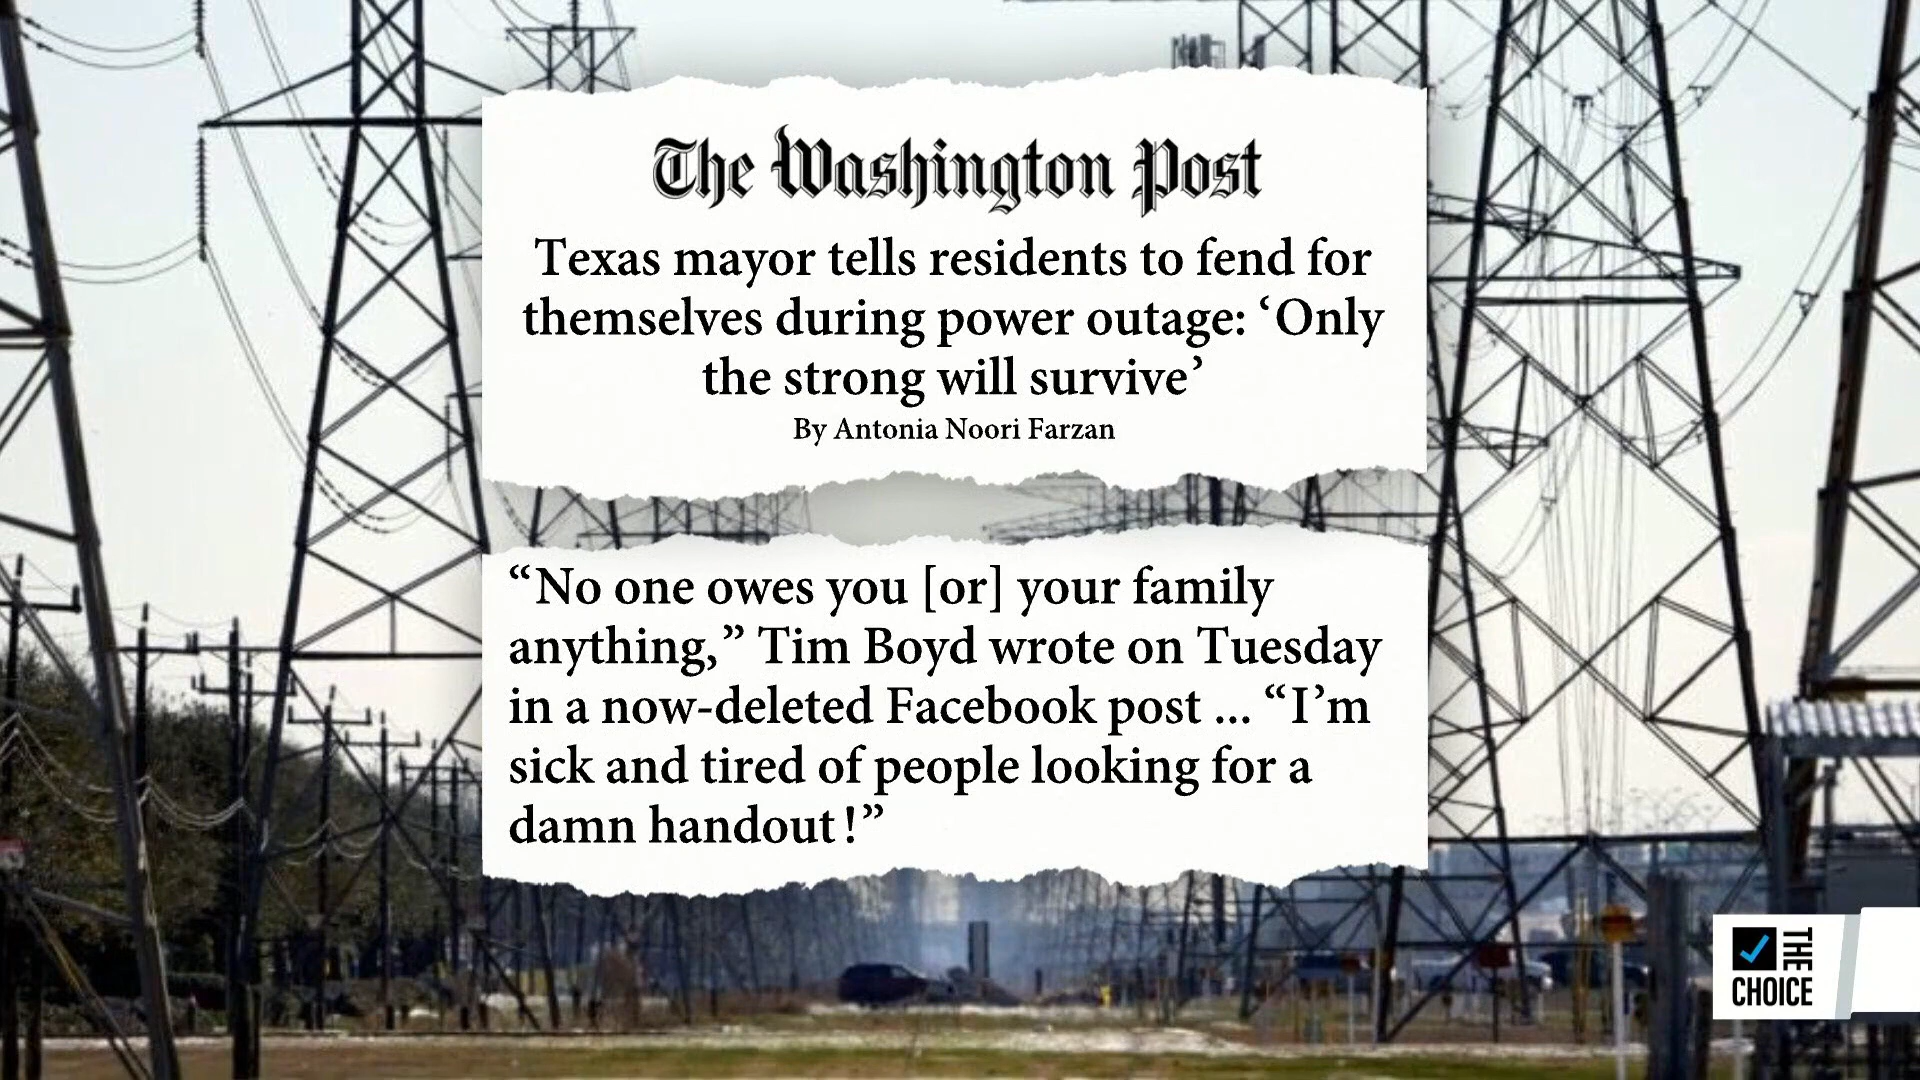 The Washington Post
Texas mayor tells residents to fend for
themselves during power outage: ‘Only
the strong will survive’
By Antonia Noori Farzan
“No one owes you [or] your family
anything,” Tim Boyd wrote on Tuesday
in a now-deleted Facebook post ... “I’m
sick and tired of people looking for a
damn handout!”
THE
CHOICE